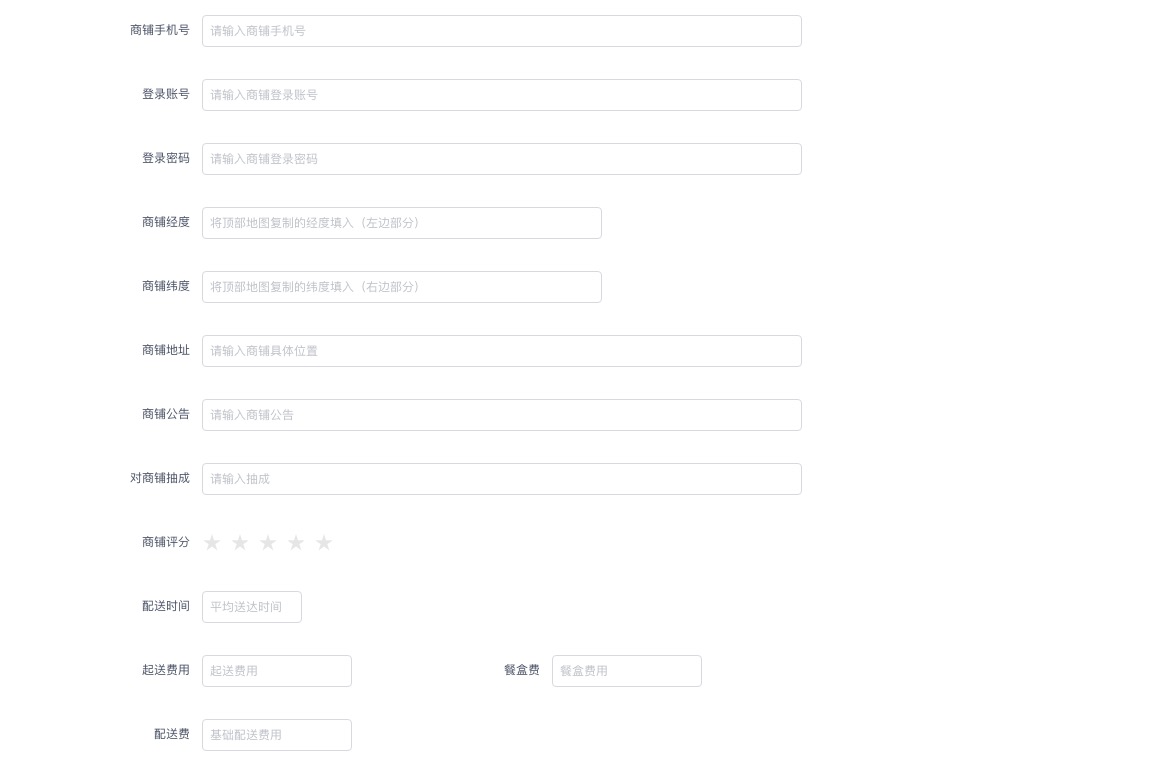 商铺手机号 请输入商铺手机号
登录账号 请输入商铺登录账号
登录密码 请输入商铺登录密码
商铺经度 将顶部地图复制的经度填入（左边部分）
商铺纬度 将顶部地图复制的纬度填入（右边部分）
商铺地址 请输入商铺具体位置
商铺公告 请输入商铺公告
对商铺抽成 请输入抽成
商铺评分
配送时间 平均送达时间
起送费用 起送费用 餐盒费 餐盒费用
配送费 基础配送费用